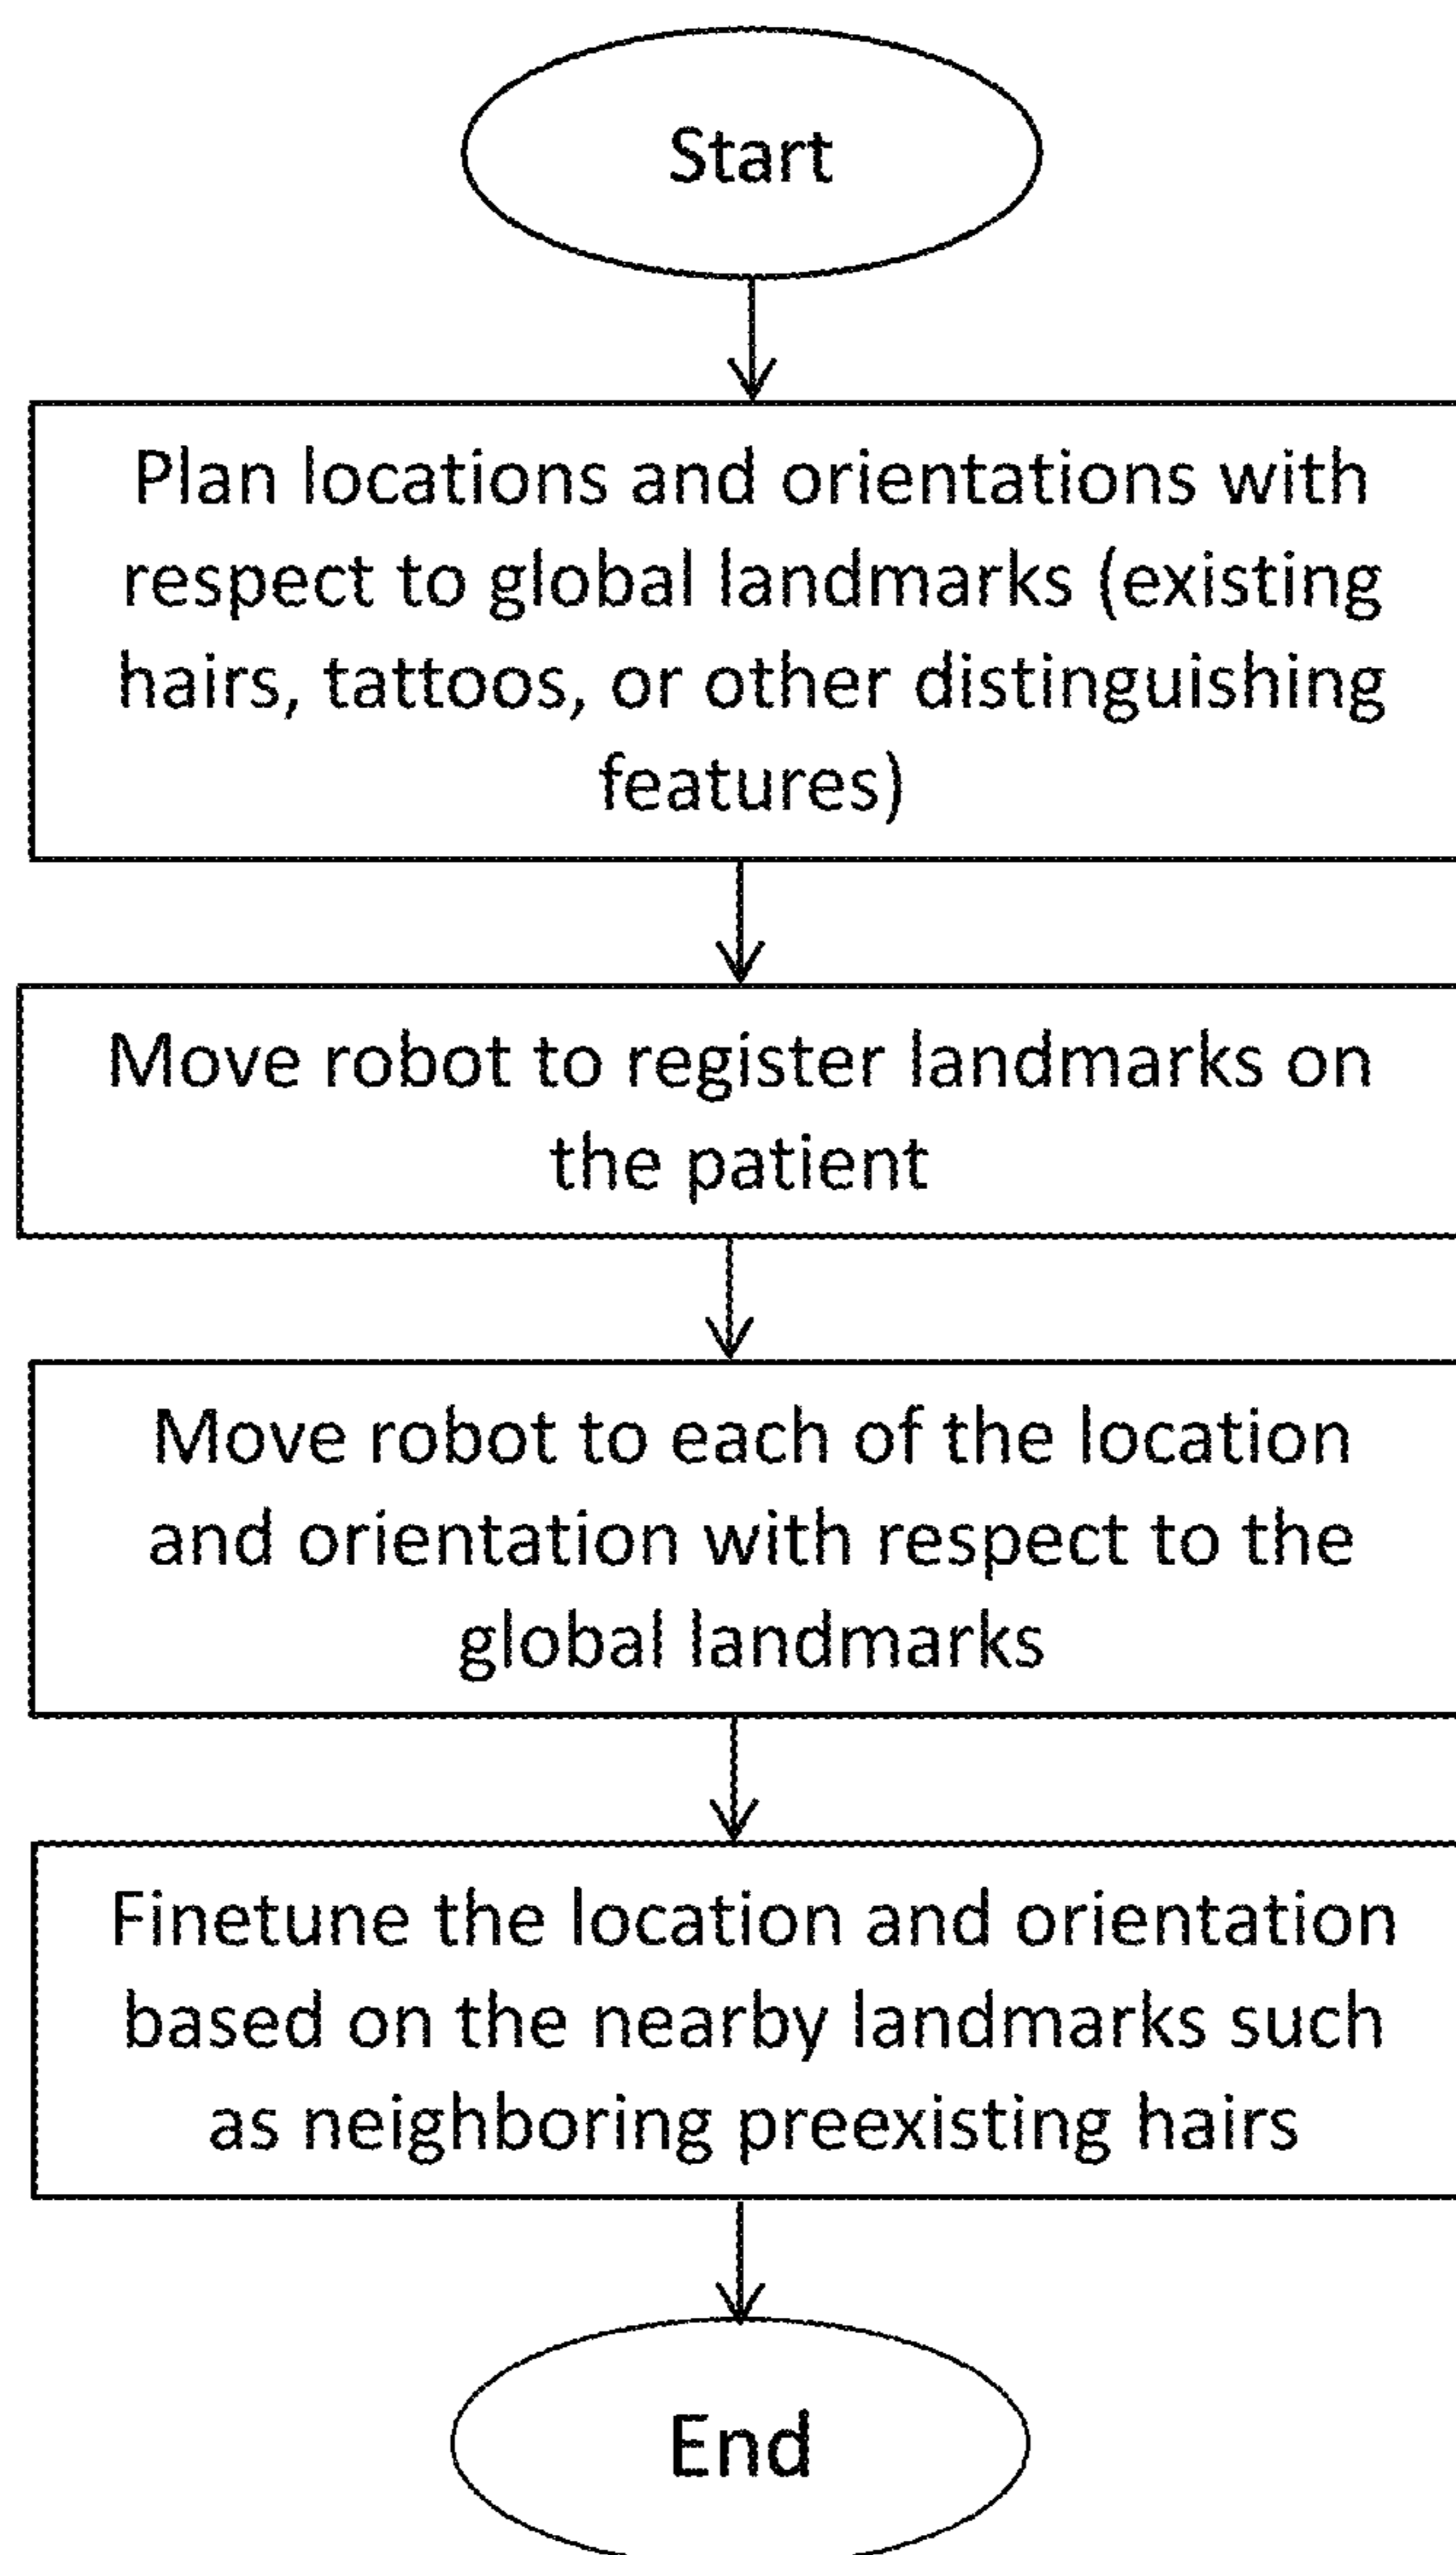 Start
Plan locations and orientations with
respect to global landmarks (existing
hairs, tattoos, or other distinguishing
features)
Move robot to register landmarks on
the patient
Move robot to each of the location
and orientation with respect to the
global landmarks
Finetune the location and orientation
based on the nearby landmarks such
as neighboring preexisting hairs
End